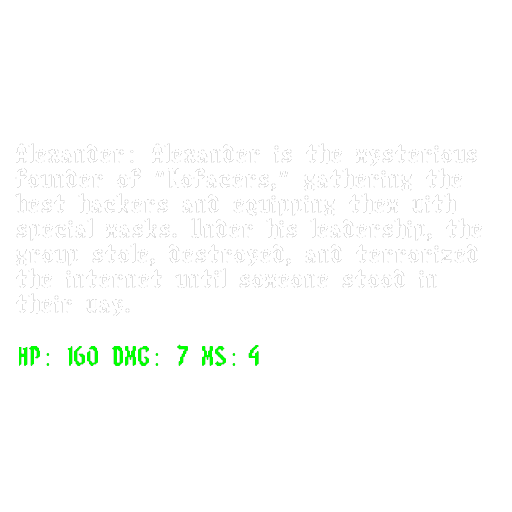 Alexander: Alexander is the mysterious
founder of "Nofacers," gathering the
best hackers and equipping them with
special masks. Under his leadership, the
group stole, destroyed, and terrorized
the internet until someone stood in
their way.
HP: 160 DMG: 7 MS: 4